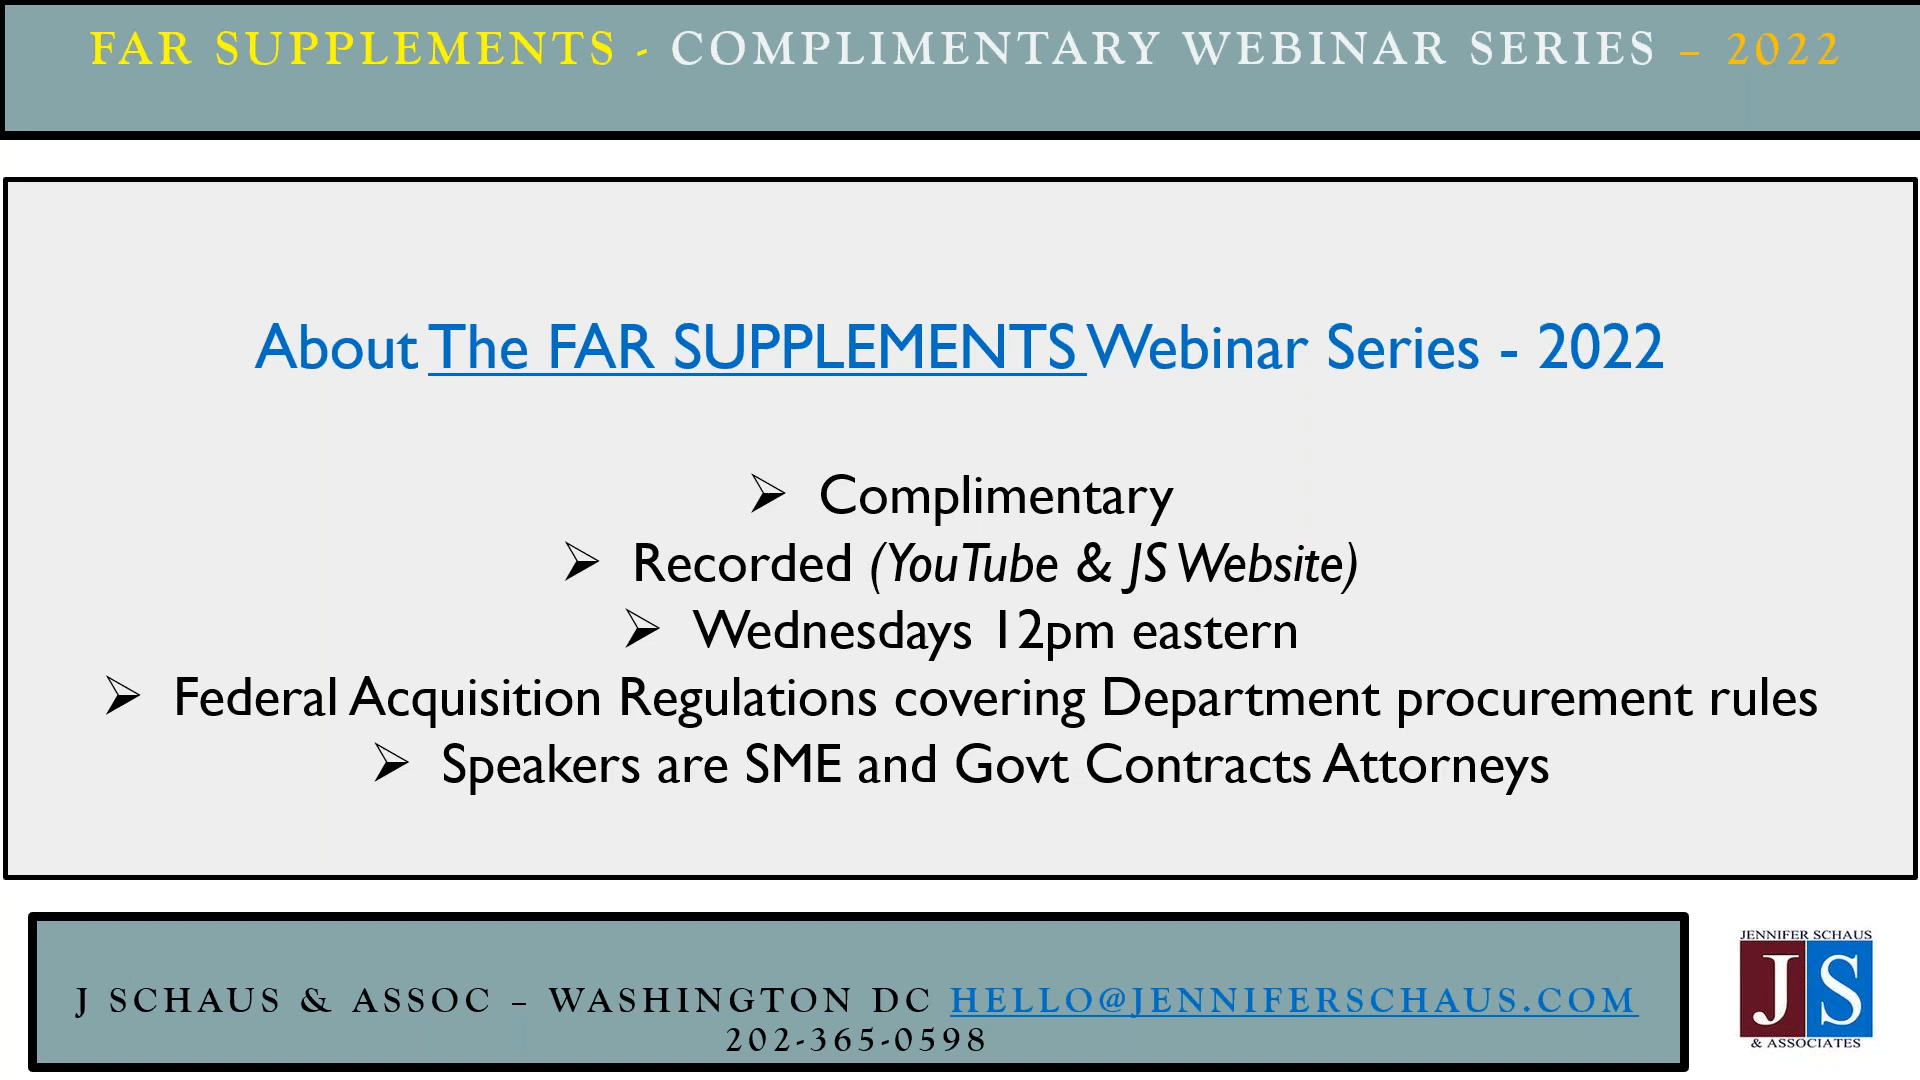 FAR SUPPLEMENTS - COMPLIMENTARY WEBINAR SERIES – 2022
About The FAR SUPPLEMENTS Webinar Series - 2022
➢ Complimentary
➢ Recorded (YouTube & JS Website)
➢ Wednesdays 12pm eastern
➢ Federal Acquisition Regulations covering Department procurement rules
➢ Speakers are SME and Govt Contracts Attorneys
J SCHAUS & ASSOC – WASHINGTON DC HELLO@JENNIFERSCHAUS.COM
202-365-0598
JENNIFER SCHAUS
JS
& ASSOCIATES